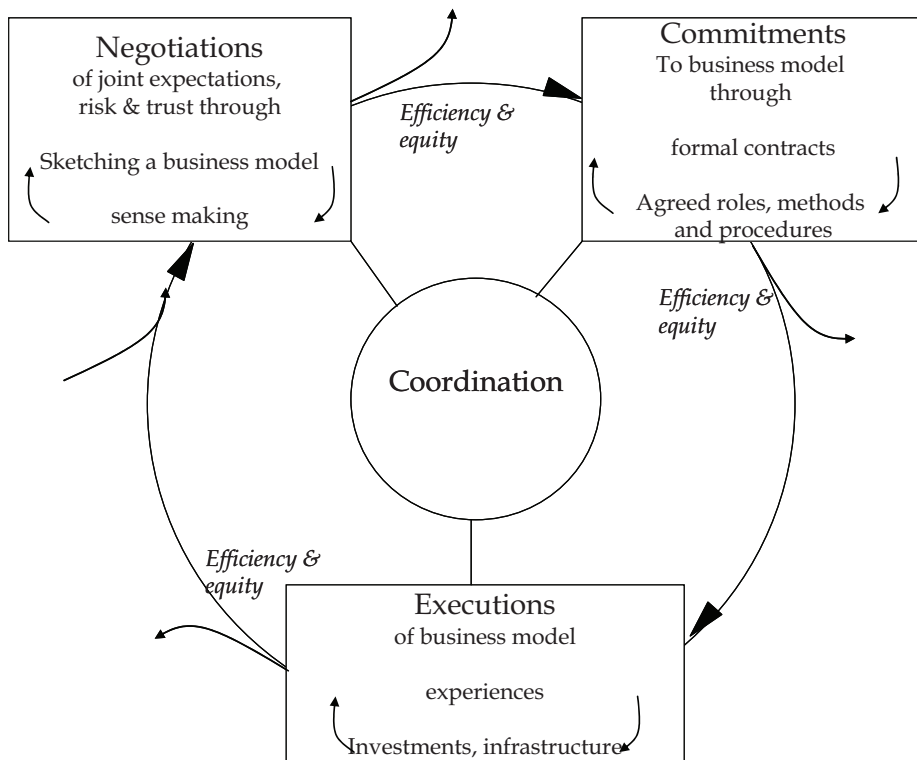 Negotiations
of joint expectations,
risk & trust through
Sketching a business model
sense making
Efficiency &
equity
Commitments
To business model
through
formal contracts
Agreed roles, methods
and procedures
Efficiency &
equity
Coordination
Efficiency &
equity
Executions
of business model
experiences
Investments, infrastructure